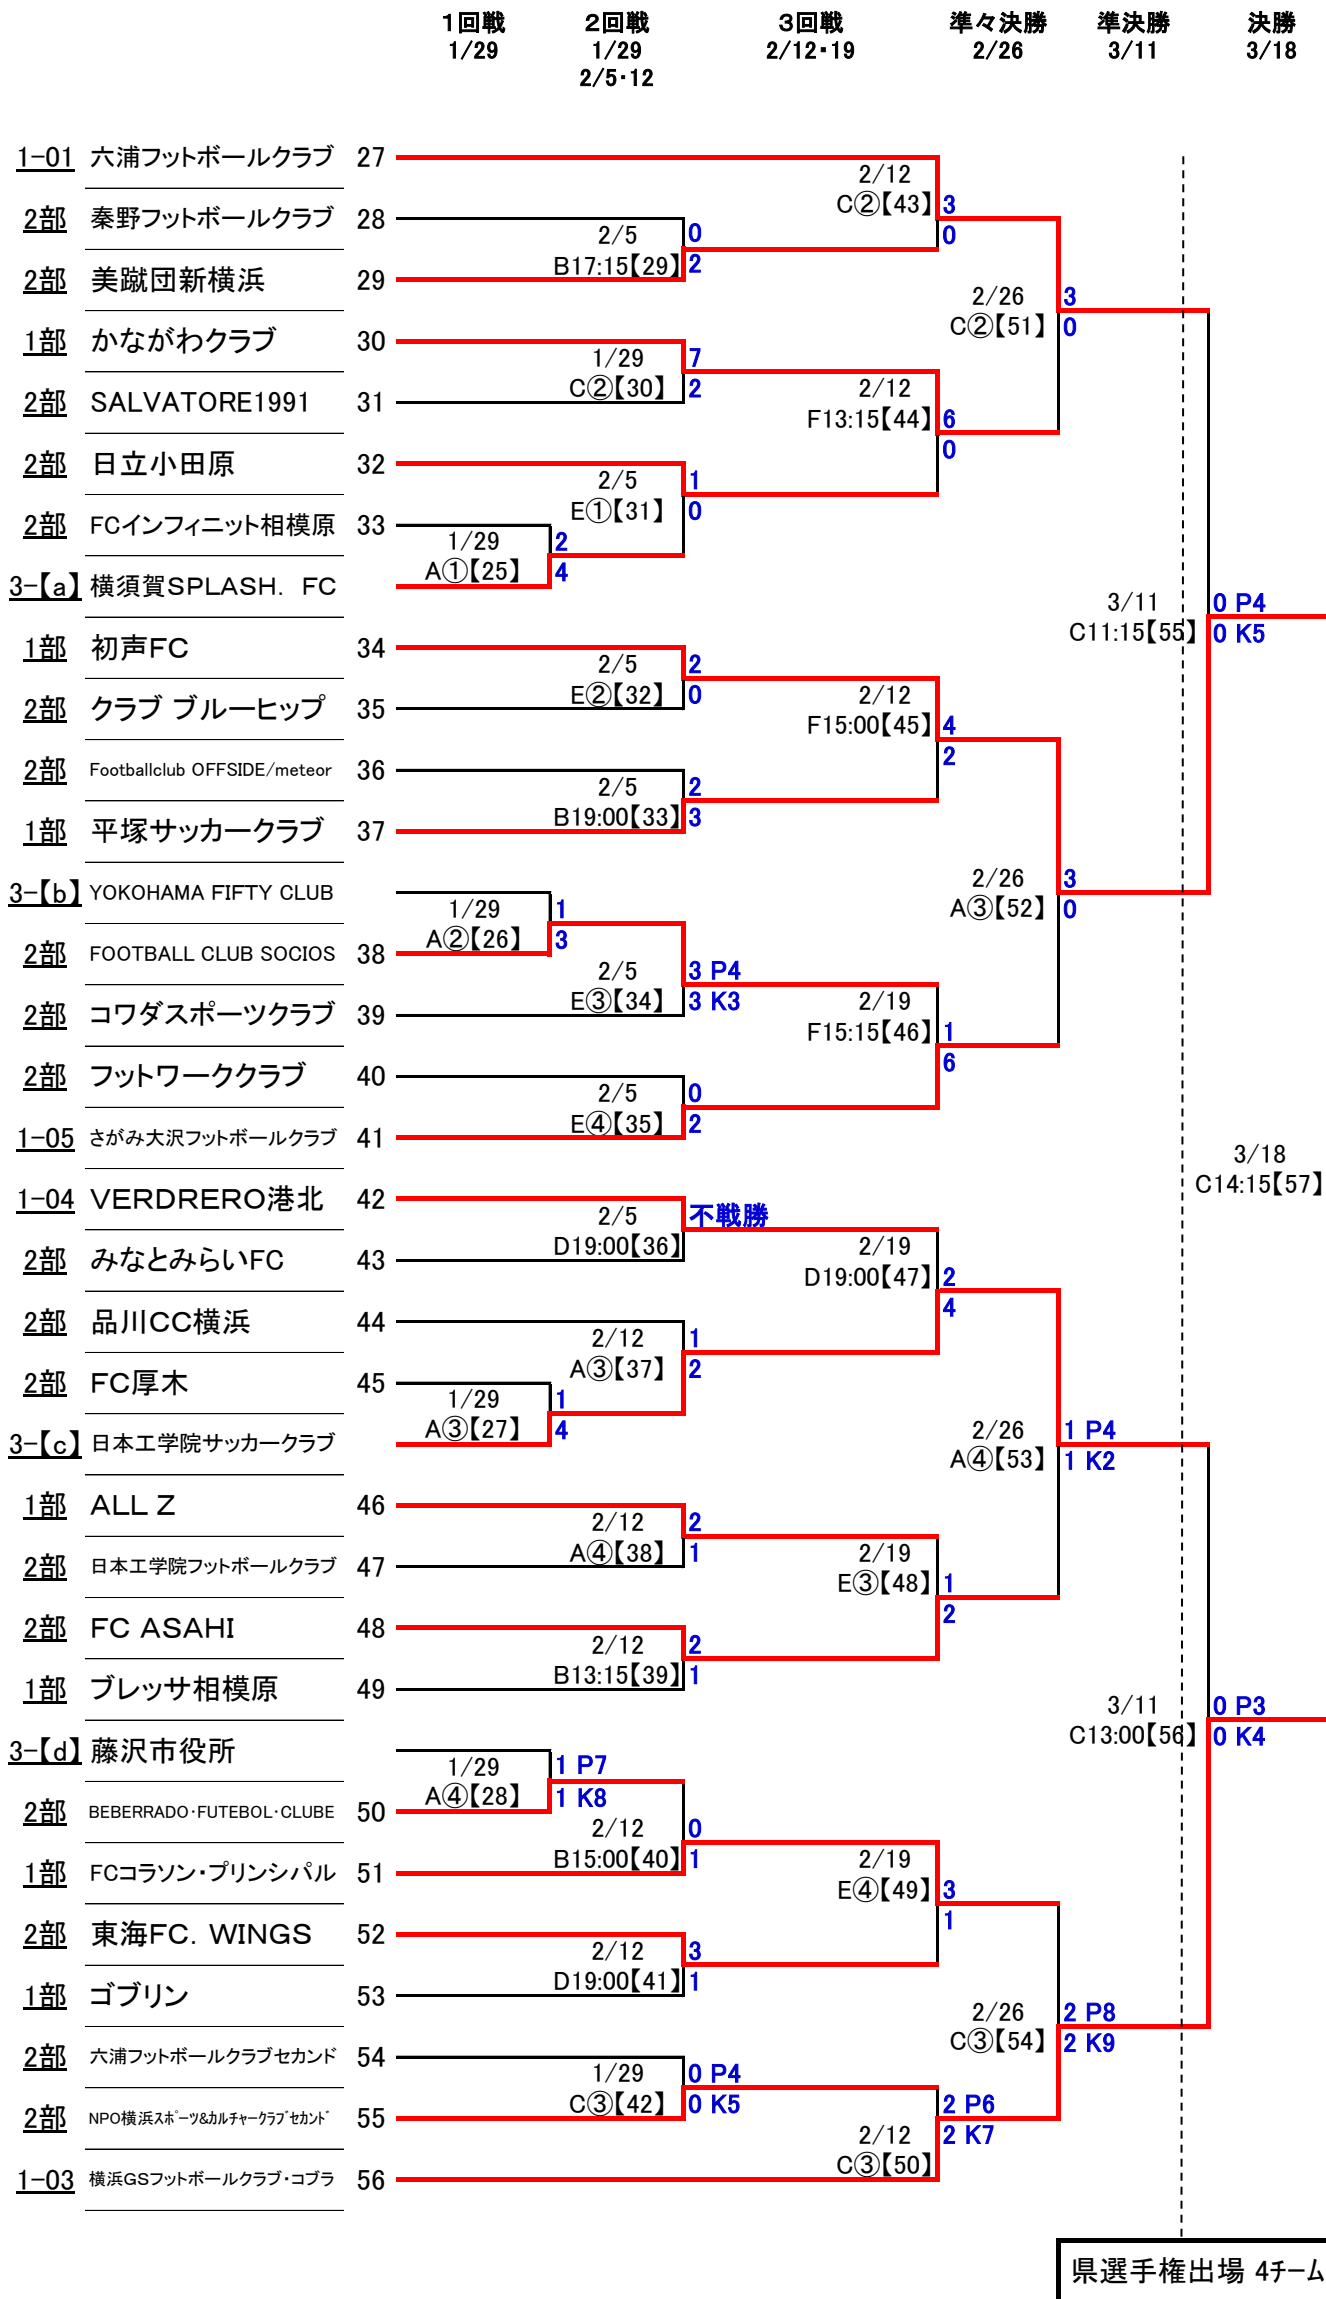 1回戦 2回戦 3回戦 準々決勝 準決勝 決勝
1/29 1/29 2/12・19 2/26 3/11 3/18
2/5・12
1-01 六浦フットボールクラブ 27
2/12
C②【43】 3
2部 秦野フットボールクラブ 28
2/5 0 0
B17:15【29】 2
2部 美蹴団新横浜 29
2/26 3
C②【51】 0
1部 かながわクラブ 30
1/29 7
C②【30】 2
2部 SALVATORE1991 31
2/12
F13:15【44】 6
0
2部 日立小田原 32
2/5 1
E①【31】 0
2部 FCインフィニット相模原 33
1/29 2
A①【25】 4
3-【a】 横須賀SPLASH. FC
3/11 0 P4
C11:15【55】 0 K5
1部 初声FC 34
2/5 2
E②【32】 0
2部 クラブ ブルーヒップ 35
2/12
F15:00【45】 4
2
2部 Footballclub OFFSIDE/meteor 36
2/5 2
B19:00【33】 3
1部 平塚サッカークラブ 37
2/26 3
A③【52】 0
3-【b】 YOKOHAMA FIFTY CLUB
1/29 1
A②【26】 3
2部 FOOTBALL CLUB SOCIOS 38
2/5 3 P4
E③【34】 3 K3
2部 コワダスポーツクラブ 39
2/19
F15:15【46】 1
6
2部 フットワーククラブ 40
2/5 0
E④【35】 2
1-05 さがみ大沢フットボールクラブ 41
3/18
C14:15【57】
1-04 VERDRERO港北 42
2/5 不戦勝
D19:00【36】
2部 みなとみらいFC 43
2/19
D19:00【47】 2
4
2部 品川CC横浜 44
2/12 1
A③【37】 2
2部 FC厚木 45
1/29 1
A③【27】 4
3-【c】 日本工学院サッカークラブ
2/26 1 P4
A④【53】 1 K2
1部 ALL Z 46
2/12 2
A④【38】 1
2部 日本工学院フットボールクラブ 47
2/19
E③【48】 1
2
2部 FC ASAHI 48
2/12 2
B13:15【39】 1
1部 ブレッサ相模原 49
3/11 0 P3
C13:00【56】 0 K4
3-【d】 藤沢市役所
1/29 1 P7
A④【28】 1 K8
2部 BEBERRADO・FUTEBOL・CLUBE 50
2/12 0
B15:00【40】 1
1部 FCコラソン・プリンシパル 51
2/19
E④【49】 3
1
2部 東海FC. WINGS 52
2/12 3
D19:00【41】 1
1部 ゴブリン 53
2/26 2 P8
C③【54】 2 K9
2部 六浦フットボールクラブセカンド 54
1/29 0 P4
C③【42】 0 K5
2部 NPO横浜スポーツ&カルチャークラブセカンド 55
2 P6
2/12 2 K7
C③【50】
1-03 横浜GSフットボールクラブ・コブラ 56
県選手権出場 4チーム